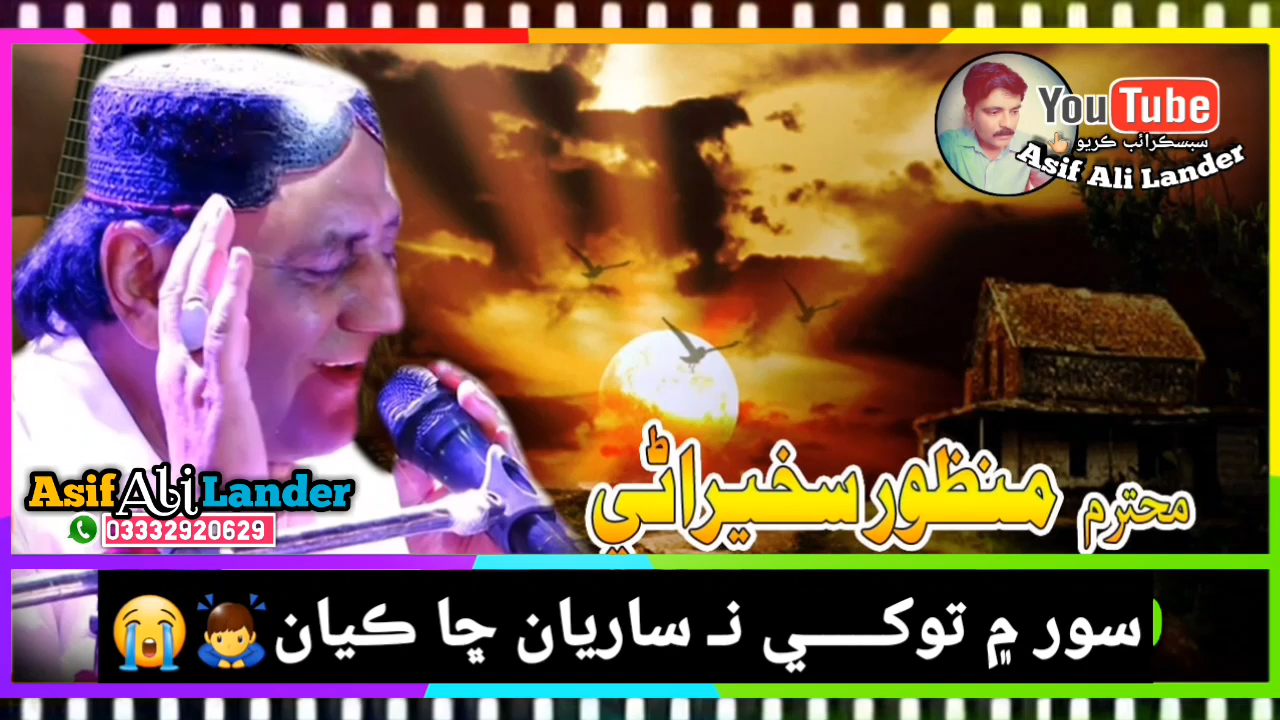 YouTube
سبسڪرائب ڪريو
Asif Ali Lander
محترم منظور سخيراڻي
Asif Ali Lander
03332920629
سور ۾ توکي نہ ساريان ڇا ڪيان